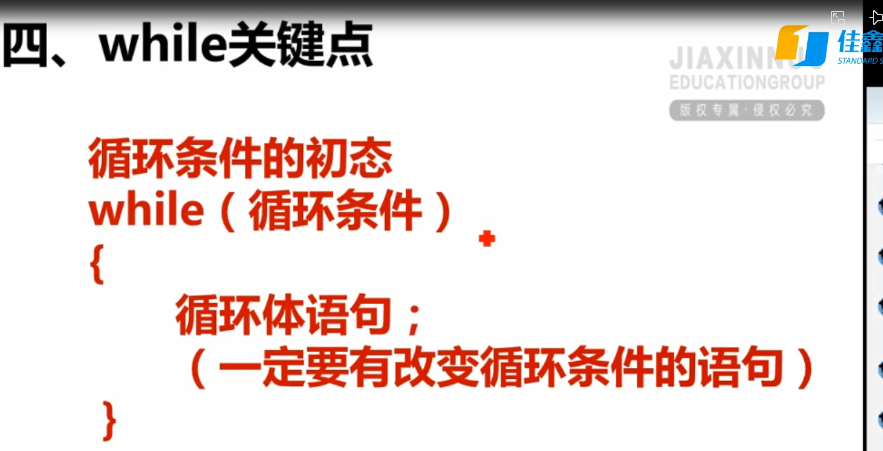 四、while关键点
JIAXINNUO
EDUCATIONGROUP
版权专属·侵权必究
佳鑫
STANDARD S
循环条件的初态
while（循环条件）
{
循环体语句；
（一定要有改变循环条件的语句）
}